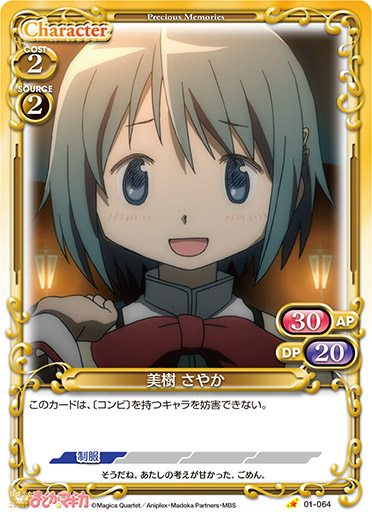 Precious Memories
Character
COST
2
SOURCE
2
30 AP
DP 20
美樹 さやか
このカードは、〔コンビ〕を持つキャラを妨害できない。
制服
そうだね。あたしの考えが甘かった。ごめん。
まどか☆マギカ
©Magica Quartet／Aniplex・Madoka Partners・MBS
01-064